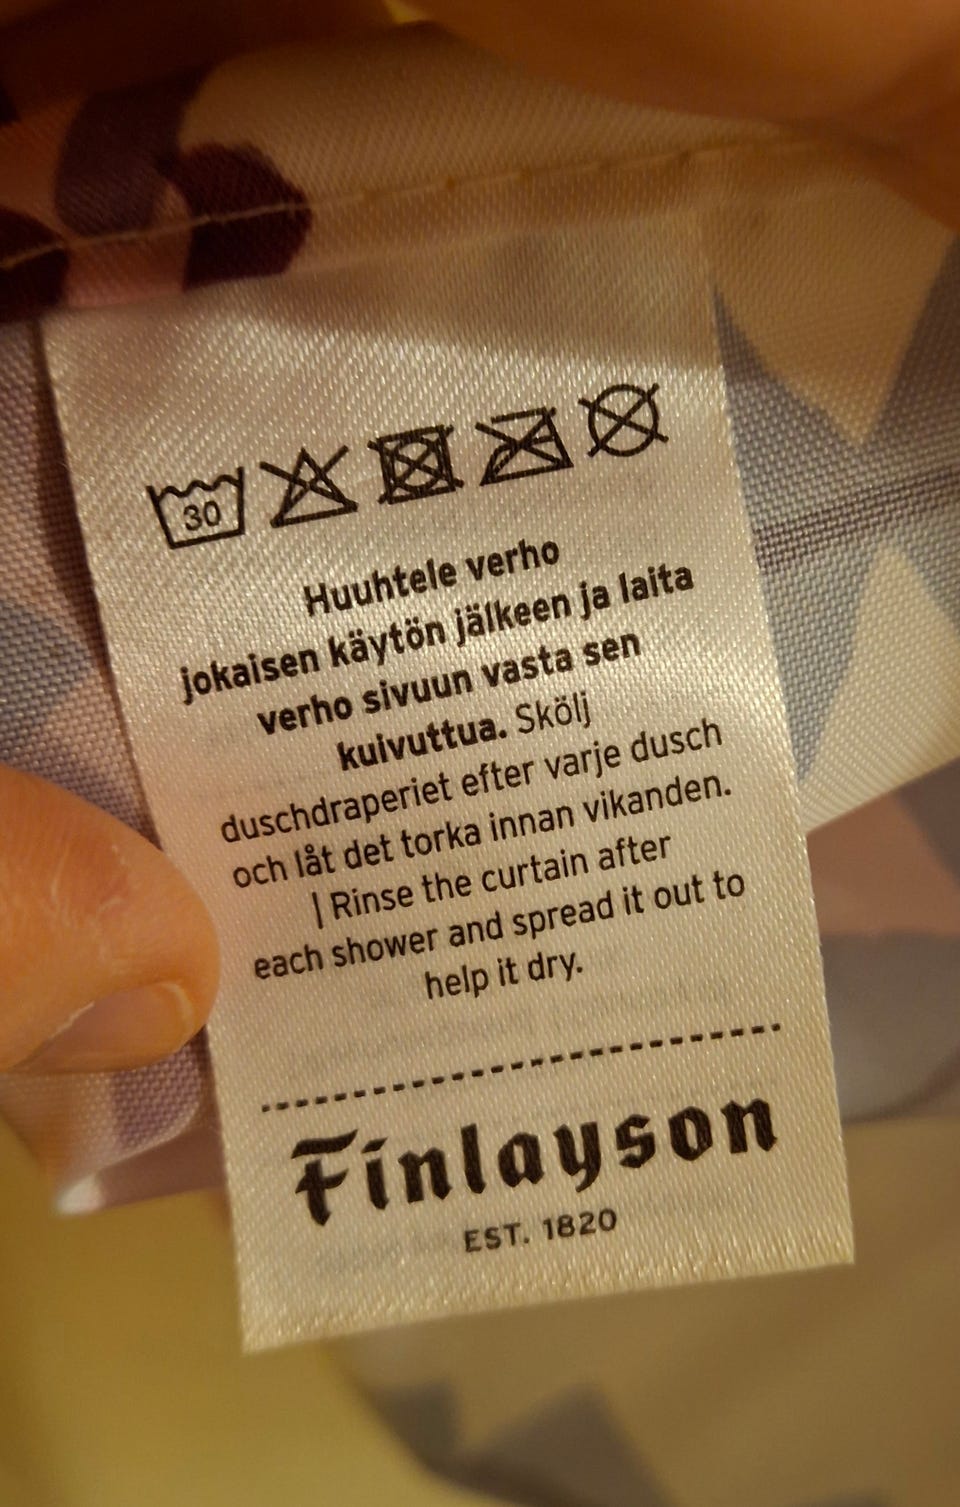 30
Huuhtele verho
jokaisen käytön jälkeen ja laita
verho sivuun vasta sen
kuivuttua. Skölj
duschdraperiet efter varje dusch
och låt det torka innan vikanden.
| Rinse the curtain after
each shower and spread it out to
help it dry.
Finlayson
EST. 1820